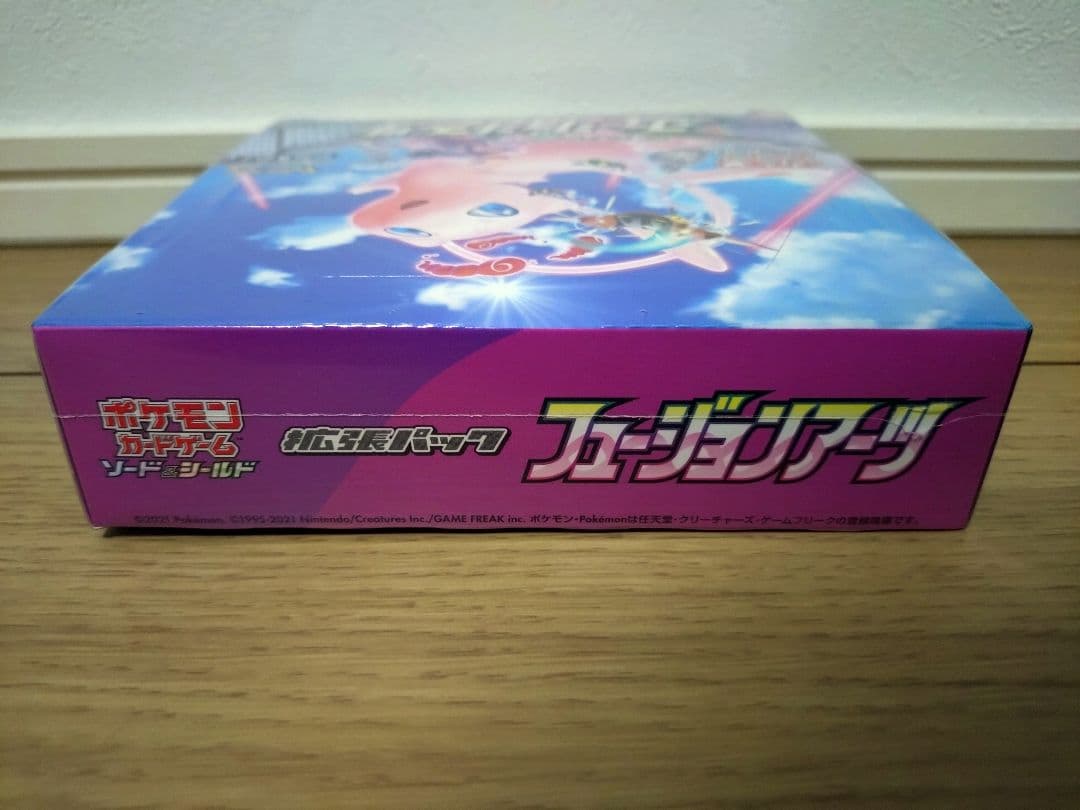 ポケモン
カードゲーム
ソード&シールド
拡張パック
フュージョンアーツ
©2021 Pokémon. ©1995-2021 Nintendo/Creatures Inc./GAME FREAK inc. ポケモン・Pokémonは任天堂・クリーチャーズ・ゲームフリークの登録商標です。